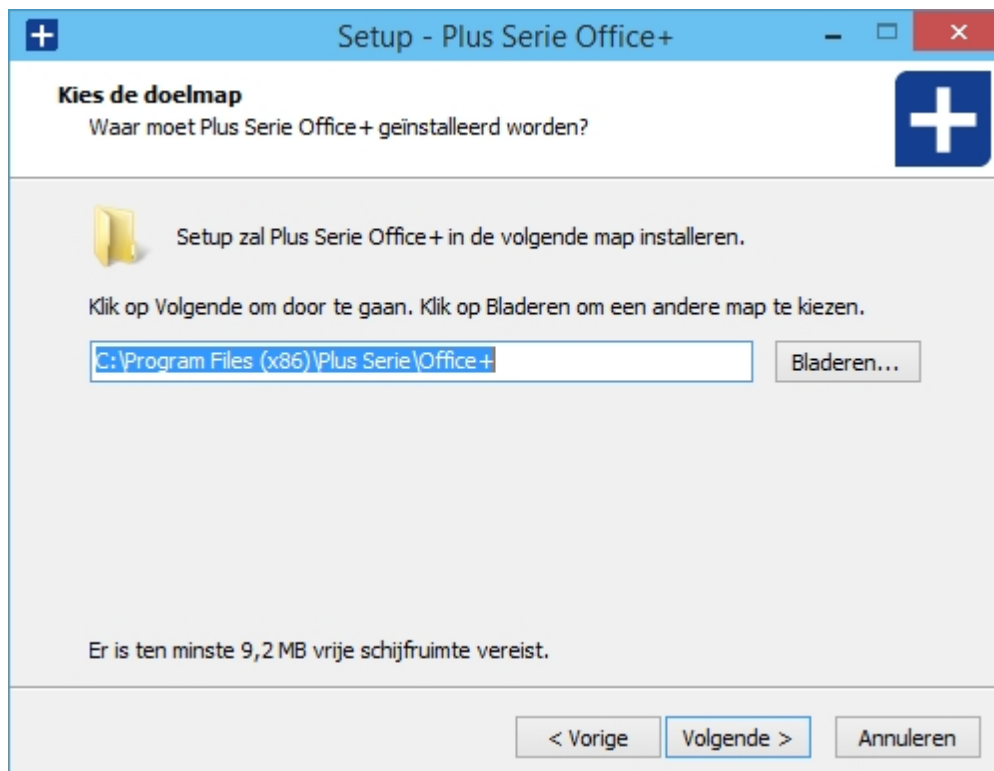 Setup - Plus Serie Office+
Kies de doelmap
Waar moet Plus Serie Office+ geïnstalleerd worden?
Setup zal Plus Serie Office+ in de volgende map installeren.
Klik op Volgende om door te gaan. Klik op Bladeren om een andere map te kiezen.
C:\Program Files (x86)\Plus Serie\Office+
Bladeren...
Er is ten minste 9,2 MB vrije schijfruimte vereist.
< Vorige
Volgende >
Annuleren